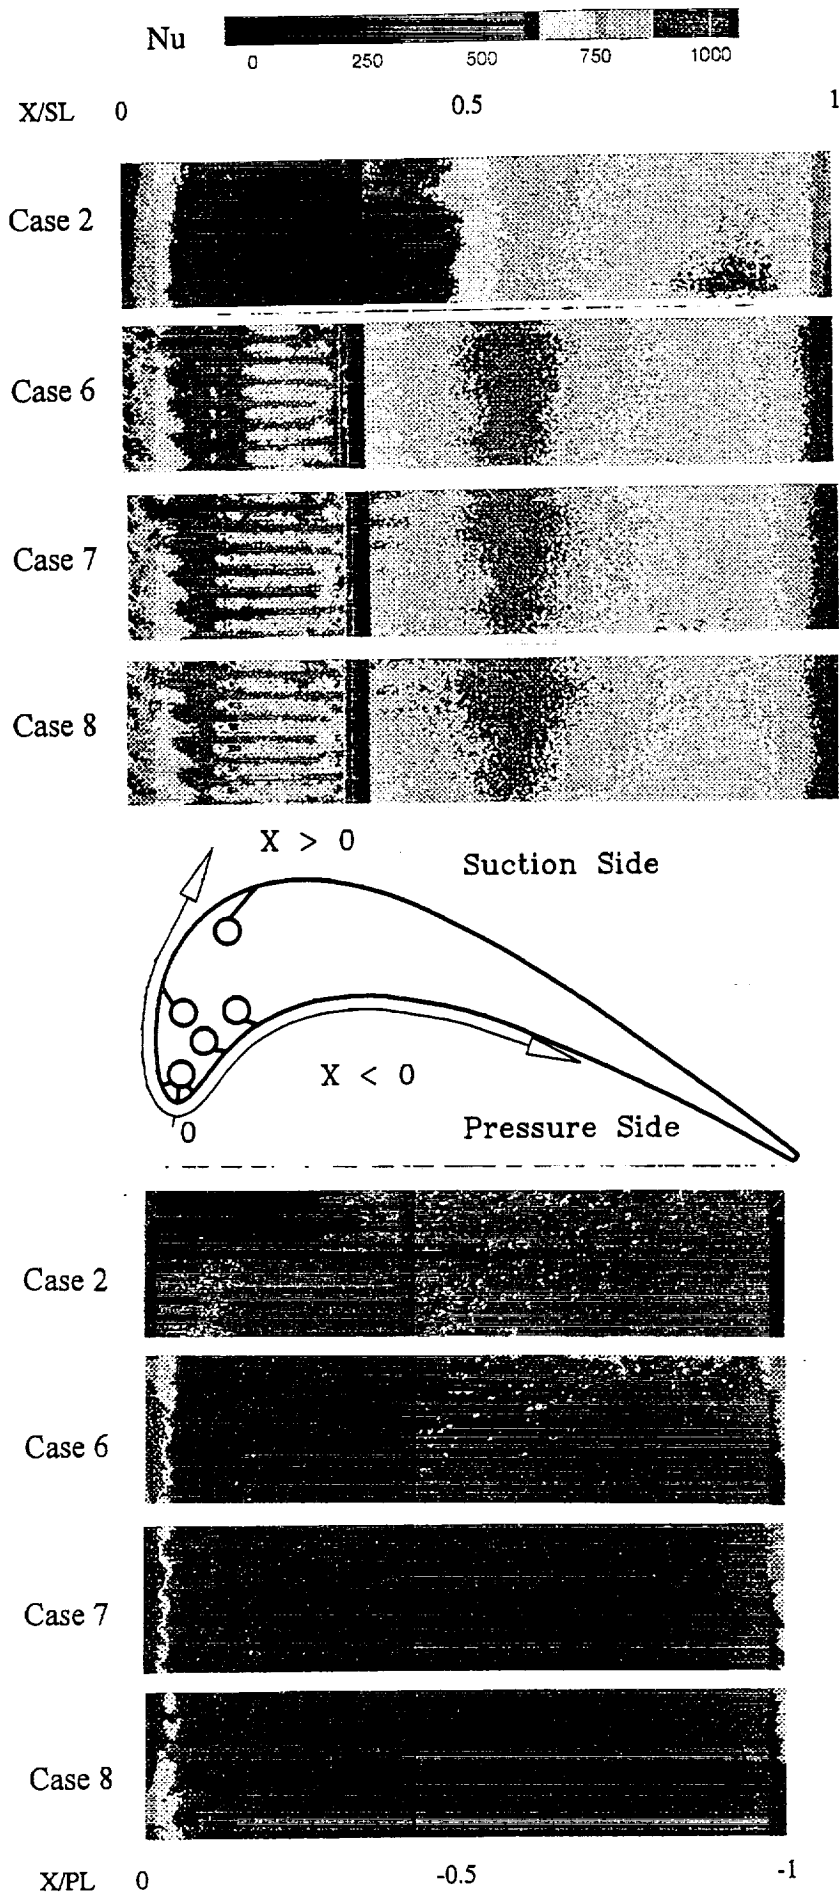 Nu
0 250 500 750 1000
X/SL 0 0.5 1
Case 2
Case 6
Case 7
Case 8
X > 0
Suction Side
X < 0
0
Pressure Side
Case 2
Case 6
Case 7
Case 8
X/PL 0 -0.5 -1